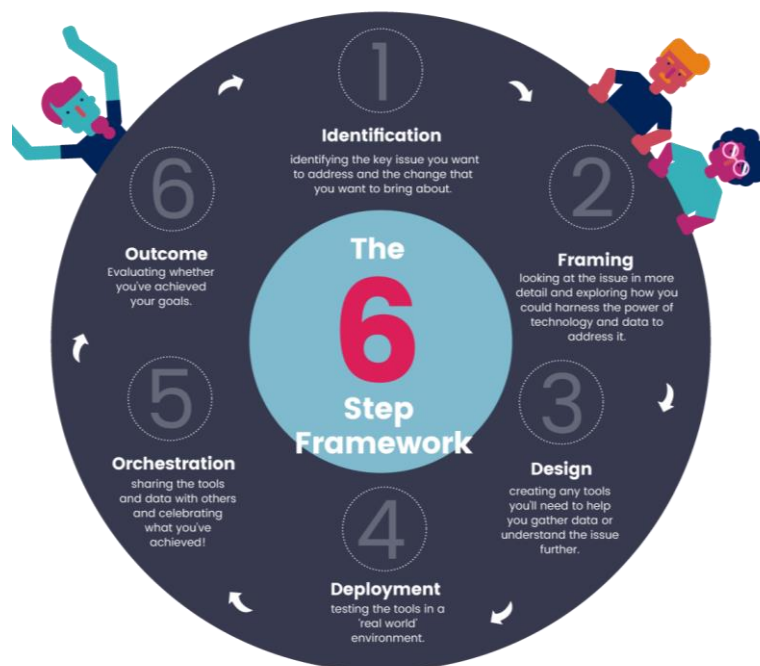 1
Identification
identifying the key issue you want
to address and the change that
you want to bring about.
2
Framing
looking at the issue in more
detail and exploring how you
could harness the power of
technology and data to
address it.
3
Design
creating any tools
you'll need to help
you gather data or
understand the issue
further.
4
Deployment
testing the tools in a
'real world'
environment.
5
Orchestration
sharing the tools
and data with others
and celebrating
what you've
achieved!
6
Outcome
Evaluating whether
you've achieved
your goals.
The
6
Step
Framework